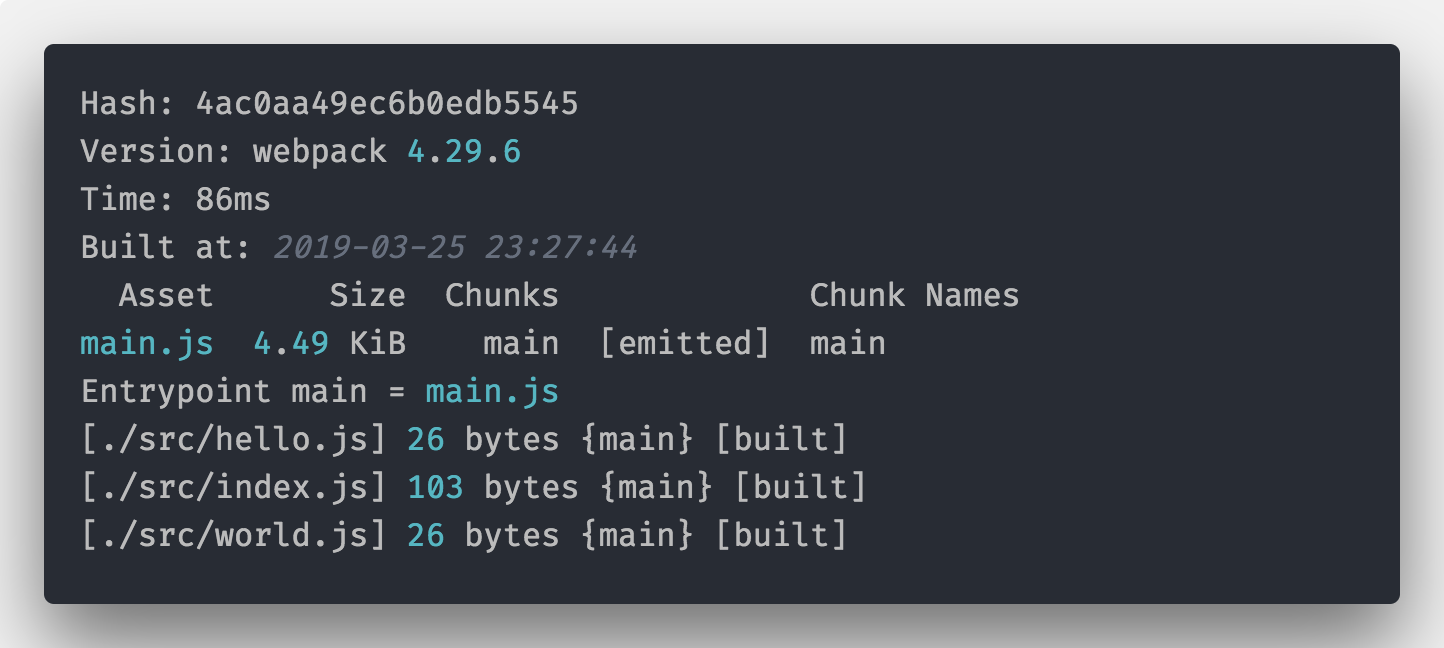 Hash: 4ac0aa49ec6b0edb5545
Version: webpack 4.29.6
Time: 86ms
Built at: 2019-03-25 23:27:44
  Asset      Size  Chunks             Chunk Names
main.js  4.49 KiB    main  [emitted]  main
Entrypoint main = main.js
[./src/hello.js] 26 bytes {main} [built]
[./src/index.js] 103 bytes {main} [built]
[./src/world.js] 26 bytes {main} [built]